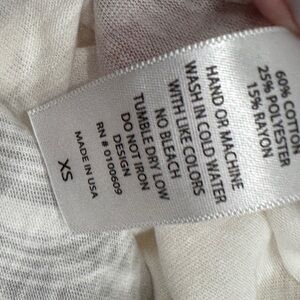 60% COTTON
25% POLYESTER
15% RAYON
HAND OR MACHINE
WASH IN COLD WATER
WITH LIKE COLORS
NO BLEACH
TUMBLE DRY LOW
DO NOT IRON
DESIGN
RN # 0100609
MADE IN USA
XS